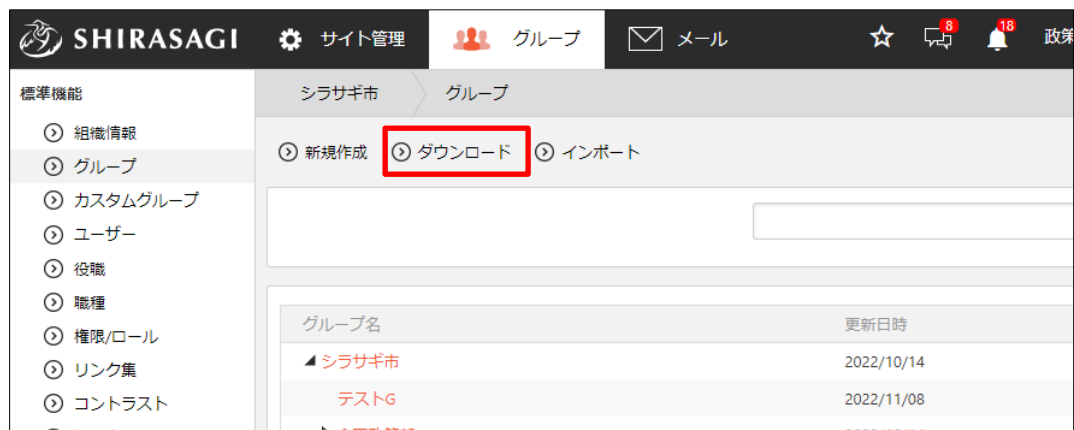 SHIRASAGI サイト管理 グループ メール 8 18 政策
標準機能 シラサギ市 グループ
組織情報
グループ
新規作成 ダウンロード インポート
カスタムグループ
ユーザー
役職
職種
権限/ロール
リンク集
コントラスト
グループ名 更新日時
シラサギ市 2022/10/14
テストG 2022/11/08